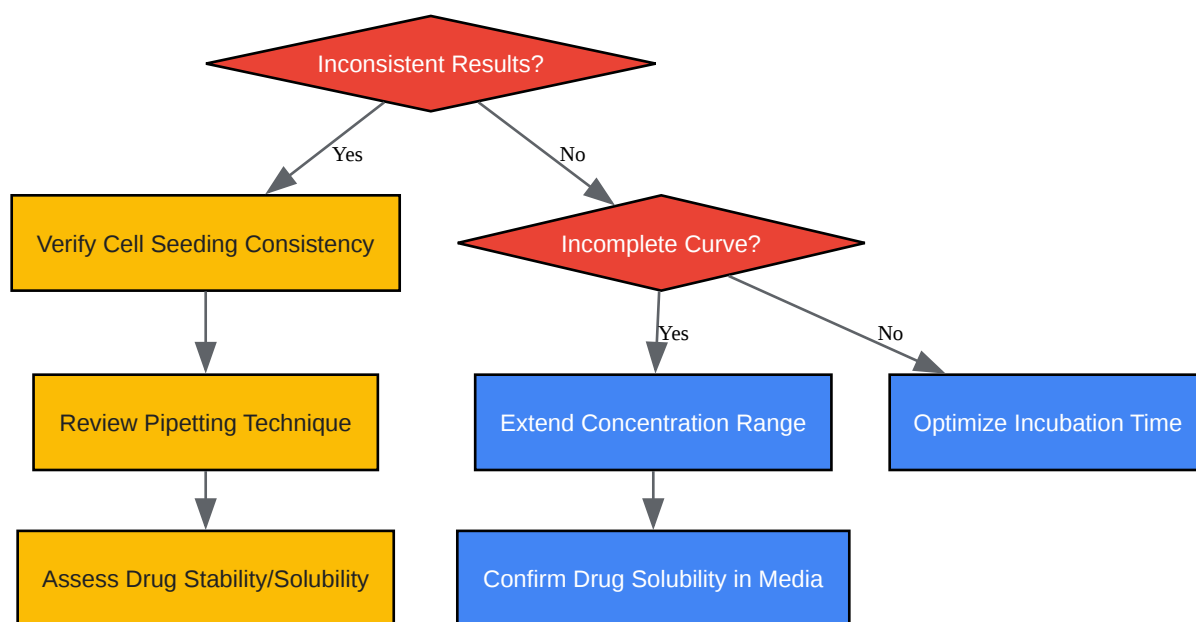 Inconsistent Results?
Yes
No
Verify Cell Seeding Consistency
Incomplete Curve?
Yes
No
Review Pipetting Technique
Extend Concentration Range
Optimize Incubation Time
Assess Drug Stability/Solubility
Confirm Drug Solubility in Media